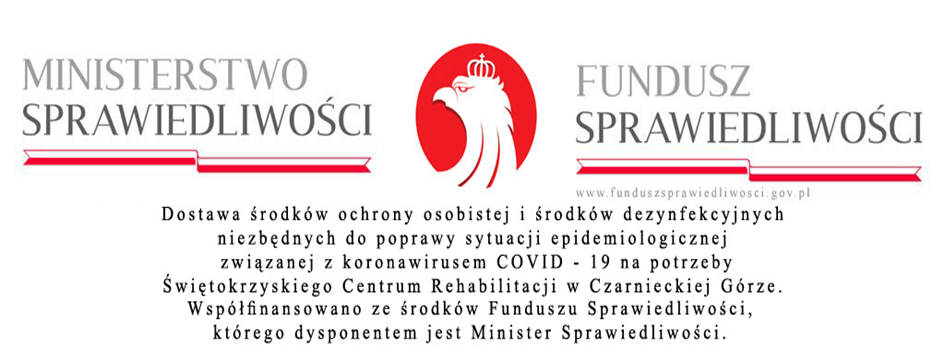 MINISTERSTWO
SPRAWIEDLIWOŚCI
FUNDUSZ
SPRAWIEDLIWOŚCI
www.funduszsprawiedliwosci.gov.pl
Dostawa środków ochrony osobistej i środków dezynfekcyjnych
niezbędnych do poprawy sytuacji epidemiologicznej
związanej z koronawirusem COVID - 19 na potrzeby
Świętokrzyskiego Centrum Rehabilitacji w Czarnieckiej Górze.
Współfinansowano ze środków Funduszu Sprawiedliwości,
którego dysponentem jest Minister Sprawiedliwości.